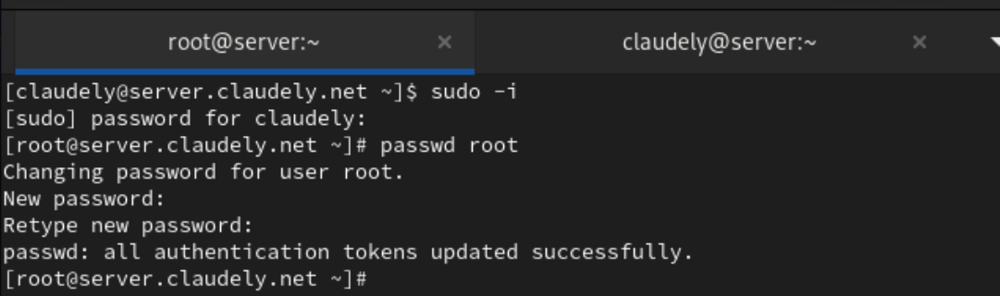 root@server:~ × claudely@server:~ ×
[claudely@server.claudely.net ~]$ sudo -i
[sudo] password for claudely:
[root@server.claudely.net ~]# passwd root
Changing password for user root.
New password:
Retype new password:
passwd: all authentication tokens updated successfully.
[root@server.claudely.net ~]#